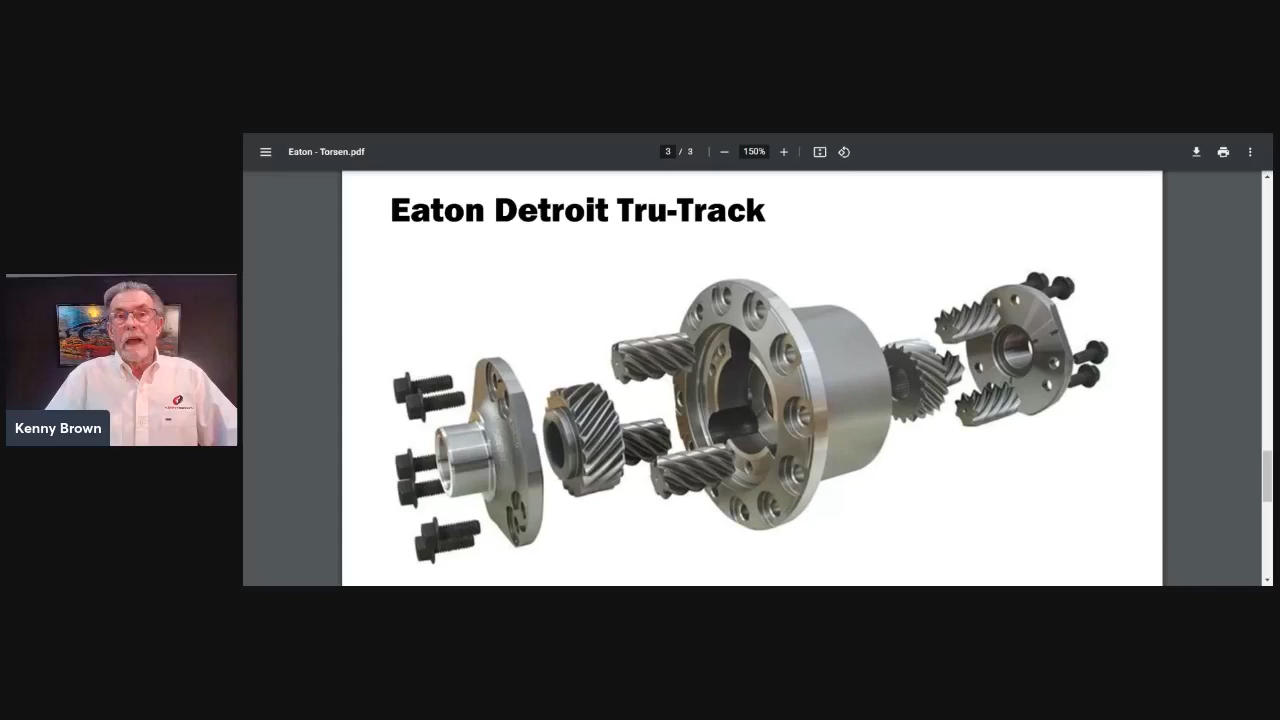 Eaton - Torsen.pdf
3 / 3
150%
Eaton Detroit Tru-Track
Kenny Brown